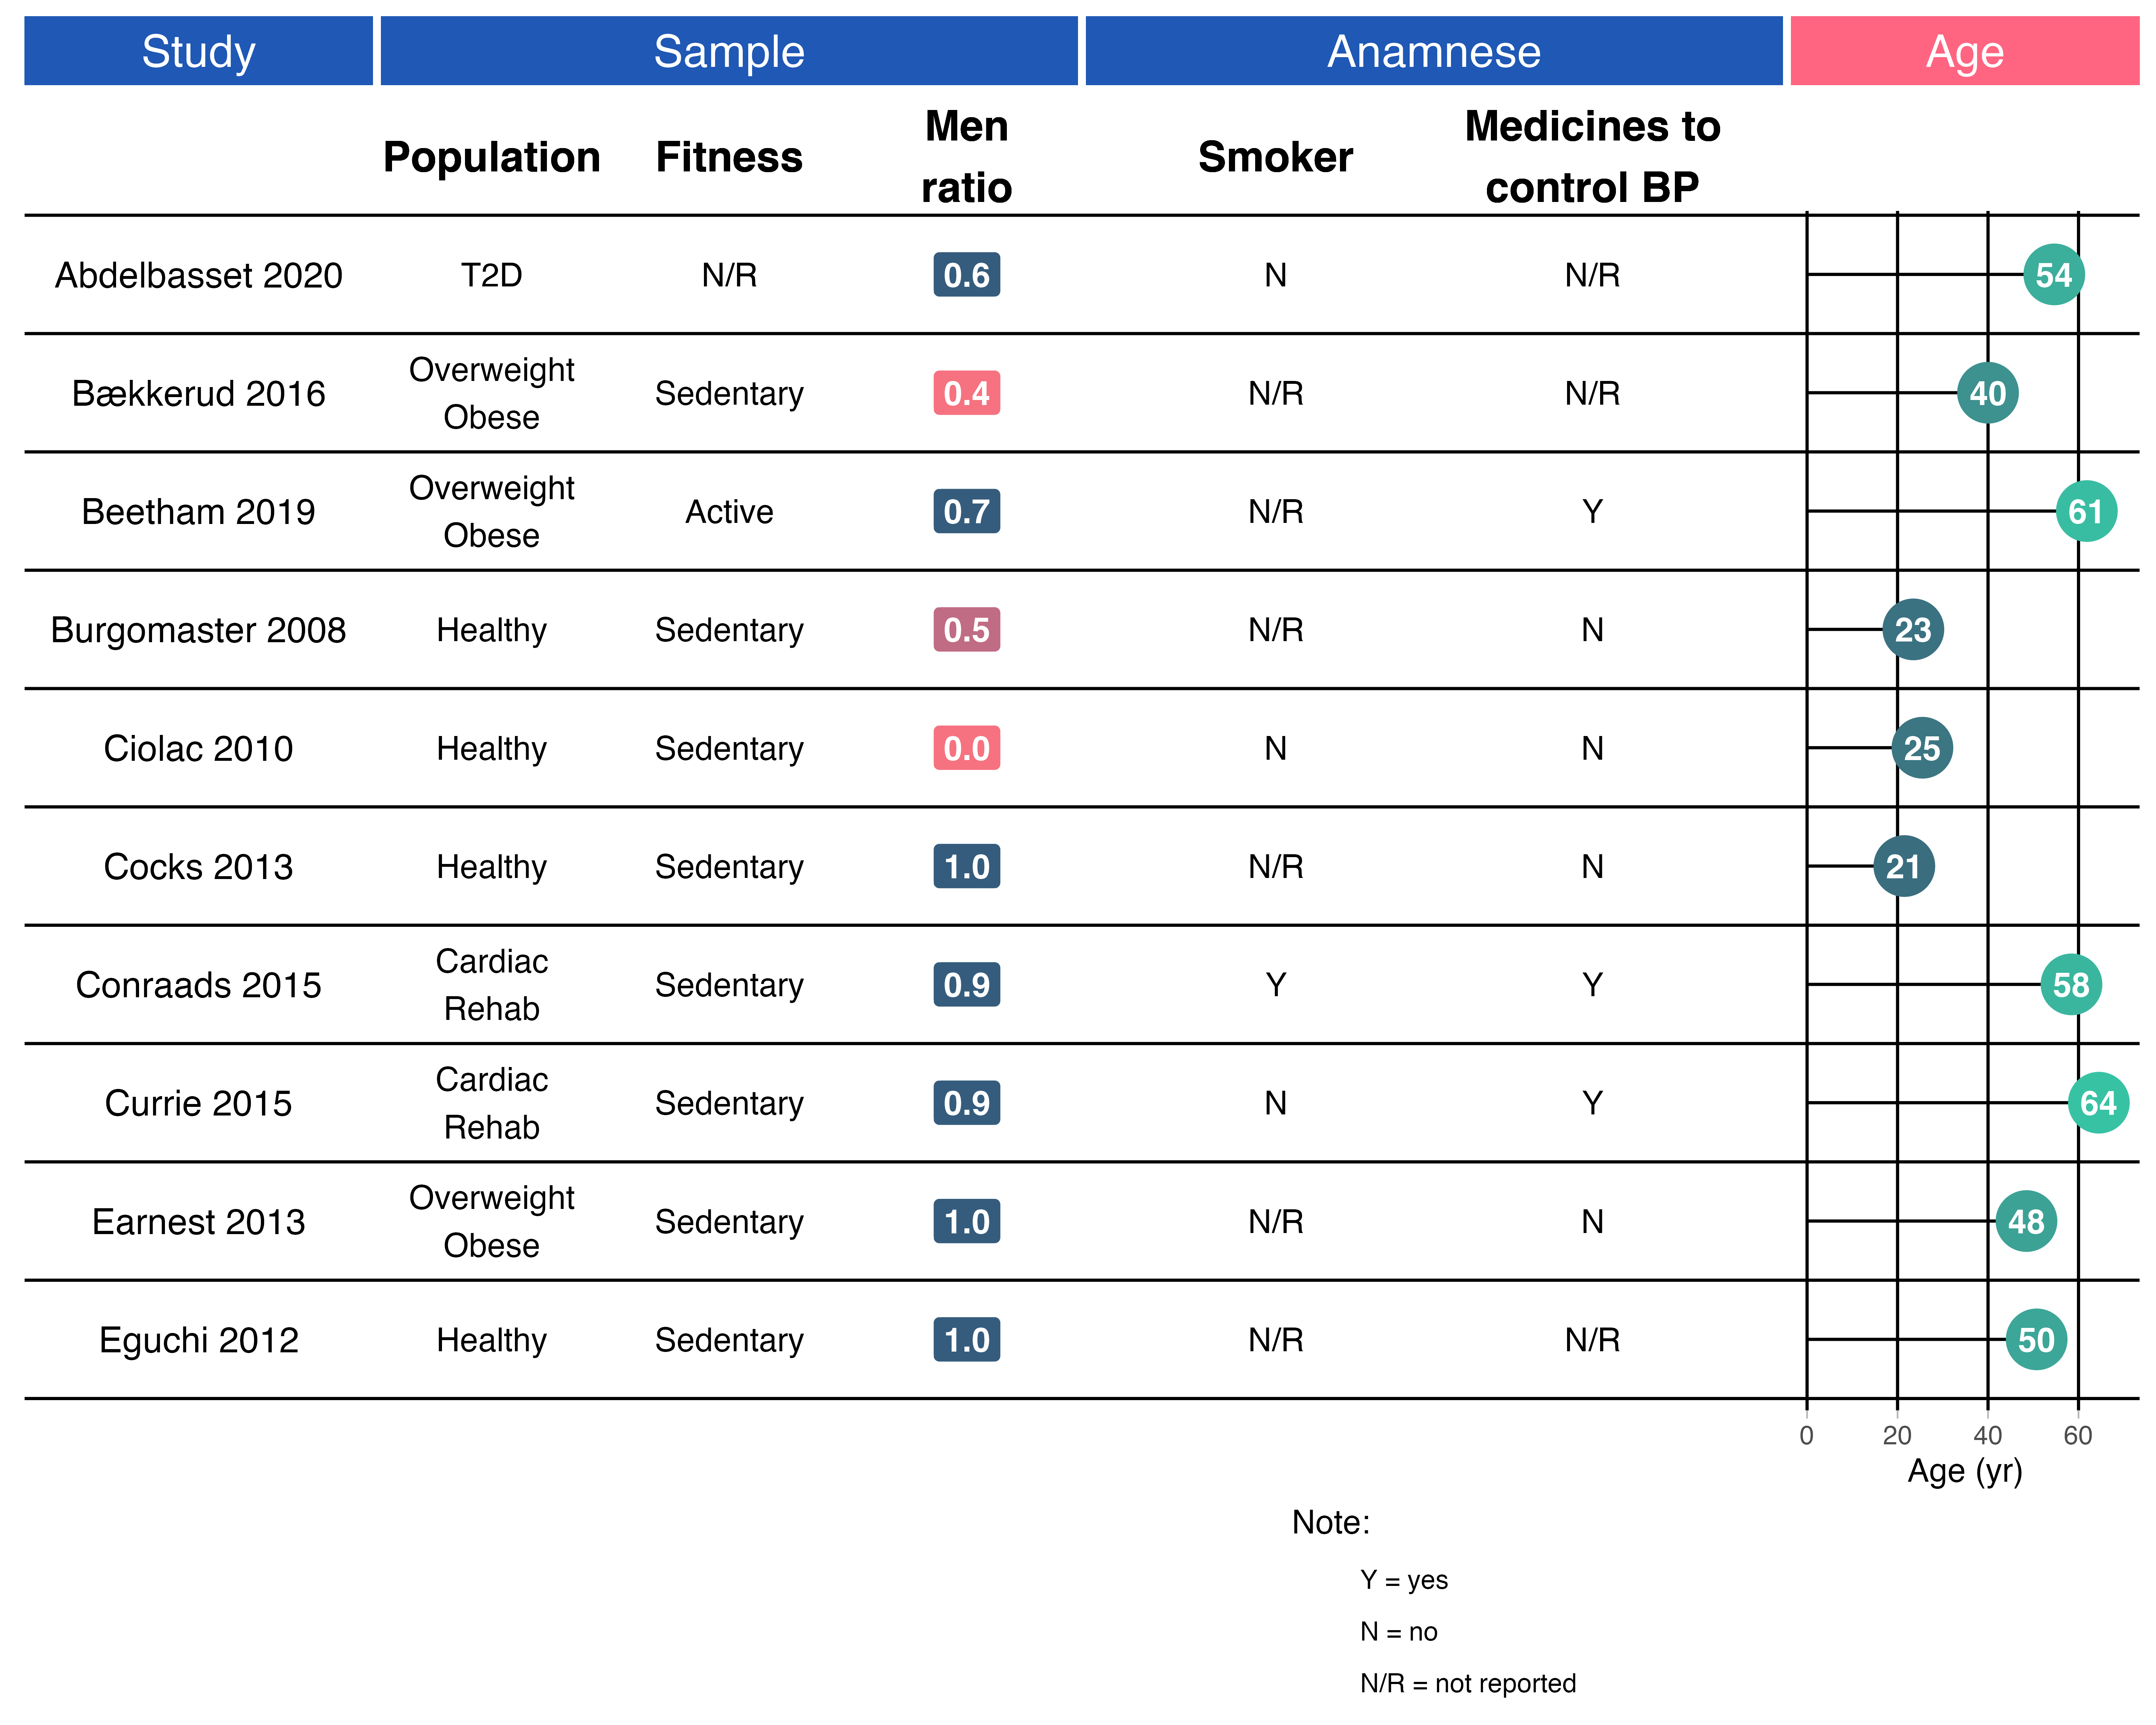 Study Sample Anamnese Age
Population Fitness Men ratio Smoker Medicines to control BP
Abdelbasset 2020 T2D N/R 0.6 N N/R 54
Bækkerud 2016 Overweight Obese Sedentary 0.4 N/R N/R 40
Beetham 2019 Overweight Obese Active 0.7 N/R Y 61
Burgomaster 2008 Healthy Sedentary 0.5 N/R N 23
Ciolac 2010 Healthy Sedentary 0.0 N N 25
Cocks 2013 Healthy Sedentary 1.0 N/R N 21
Conraads 2015 Cardiac Rehab Sedentary 0.9 Y Y 58
Currie 2015 Cardiac Rehab Sedentary 0.9 N Y 64
Earnest 2013 Overweight Obese Sedentary 1.0 N/R N 48
Eguchi 2012 Healthy Sedentary 1.0 N/R N/R 50
0 20 40 60
Age (yr)
Note:
Y = yes
N = no
N/R = not reported